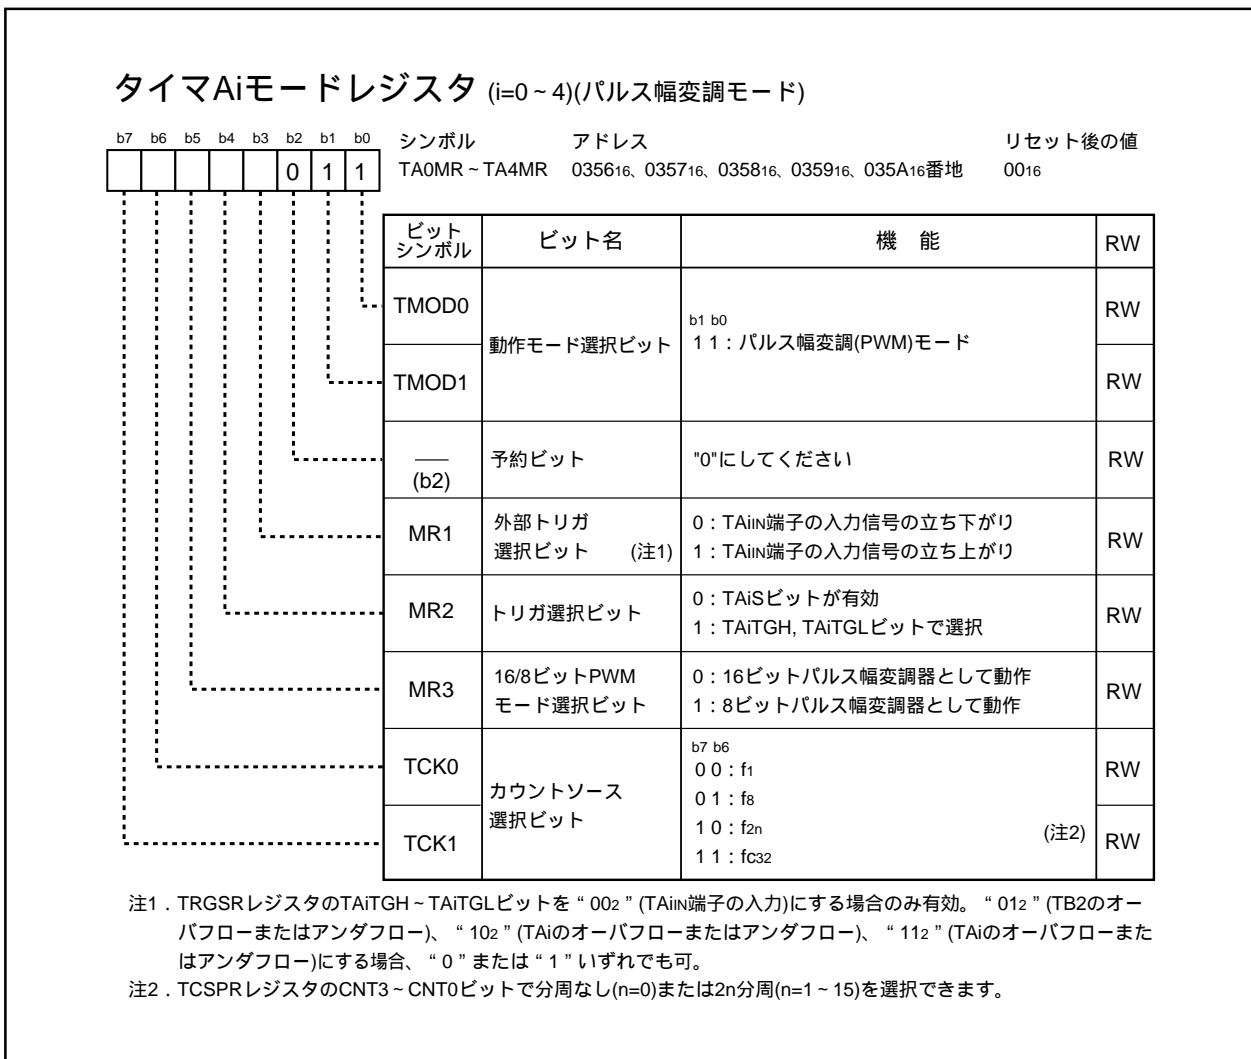 タイマAiモードレジスタ (i=0～4)(パルス幅変調モード)
b7 b6 b5 b4 b3 b2 b1 b0
0 1 1
シンボル アドレス リセット後の値
TA0MR～TA4MR 035616、035716、035816、035916、035A16番地 0016
ビットシンボル ビット名 機 能 RW
TMOD0 RW
動作モード選択ビット
b1 b0
1 1：パルス幅変調(PWM)モード
TMOD1 RW
―
(b2)
予約ビット "0"にしてください RW
MR1
外部トリガ
選択ビット (注1)
0：TAiIN端子の入力信号の立ち下がり
1：TAiIN端子の入力信号の立ち上がり
RW
MR2 トリガ選択ビット
0：TAiSビットが有効
1：TAiTGH, TAiTGLビットで選択
RW
MR3
16/8ビットPWM
モード選択ビット
0：16ビットパルス幅変調器として動作
1：8ビットパルス幅変調器として動作
RW
TCK0 RW
カウントソース
選択ビット
b7 b6
0 0：f1
0 1：f8
1 0：f2n (注2)
1 1：fC32
TCK1 RW
注1．TRGSRレジスタのTAiTGH～TAiTGLビットを“002”(TAiIN端子の入力)にする場合のみ有効。“012”(TB2のオー
バフローまたはアンダフロー)、“102”(TAiのオーバフローまたはアンダフロー)、“112”(TAiのオーバフローまた
はアンダフロー)にする場合、“0”または“1”いずれでも可。
注2．TCSPRレジスタのCNT3～CNT0ビットで分周なし(n=0)または2n分周(n=1～15)を選択できます。